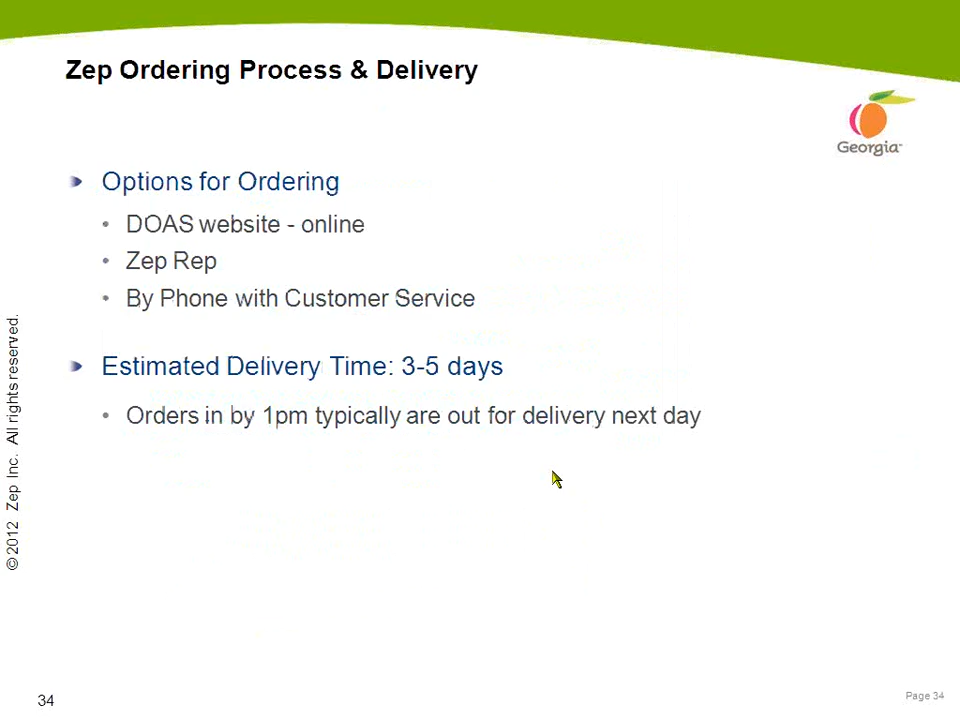 Zep Ordering Process & Delivery
Georgia™
Options for Ordering
• DOAS website - online
• Zep Rep
• By Phone with Customer Service
Estimated Delivery Time: 3-5 days
• Orders in by 1pm typically are out for delivery next day
© 2012 Zep Inc. All rights reserved.
34
Page 34